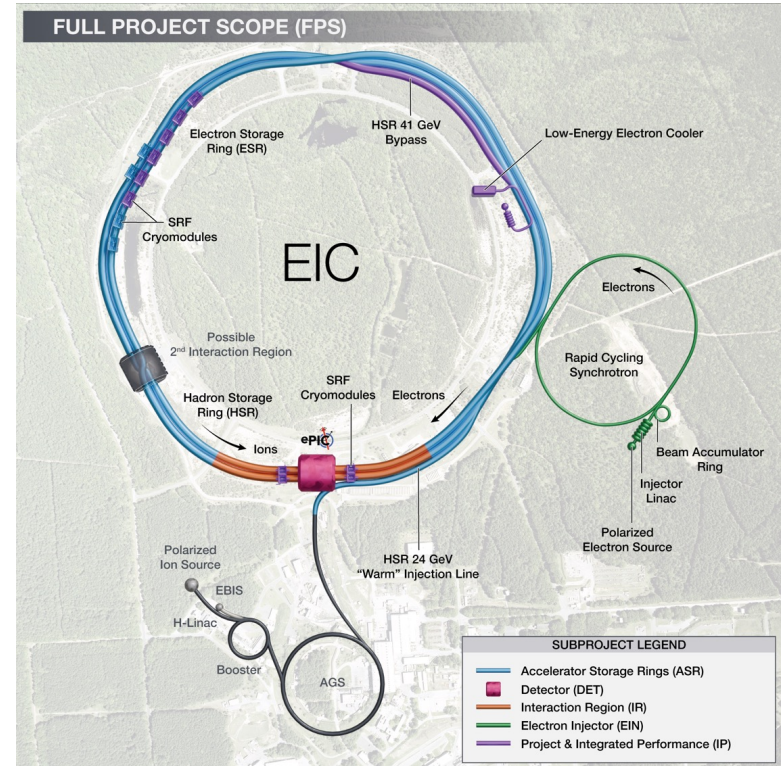 FULL PROJECT SCOPE (FPS)
Electron Storage
Ring (ESR)
HSR 41 GeV
Bypass
Low-Energy Electron Cooler
SRF
Cryomodules
EIC
Electrons
Rapid Cycling
Synchrotron
Possible
2nd Interaction Region
SRF
Cryomodules
Electrons
Hadron Storage
Ring (HSR)
Ions
ePIC
Beam Accumulator
Ring
Injector
Linac
Polarized
Electron Source
HSR 24 GeV
“Warm” Injection Line
Polarized
Ion Source
EBIS
H-Linac
Booster
AGS
SUBPROJECT LEGEND
Accelerator Storage Rings (ASR)
Detector (DET)
Interaction Region (IR)
Electron Injector (EIN)
Project & Integrated Performance (IP)